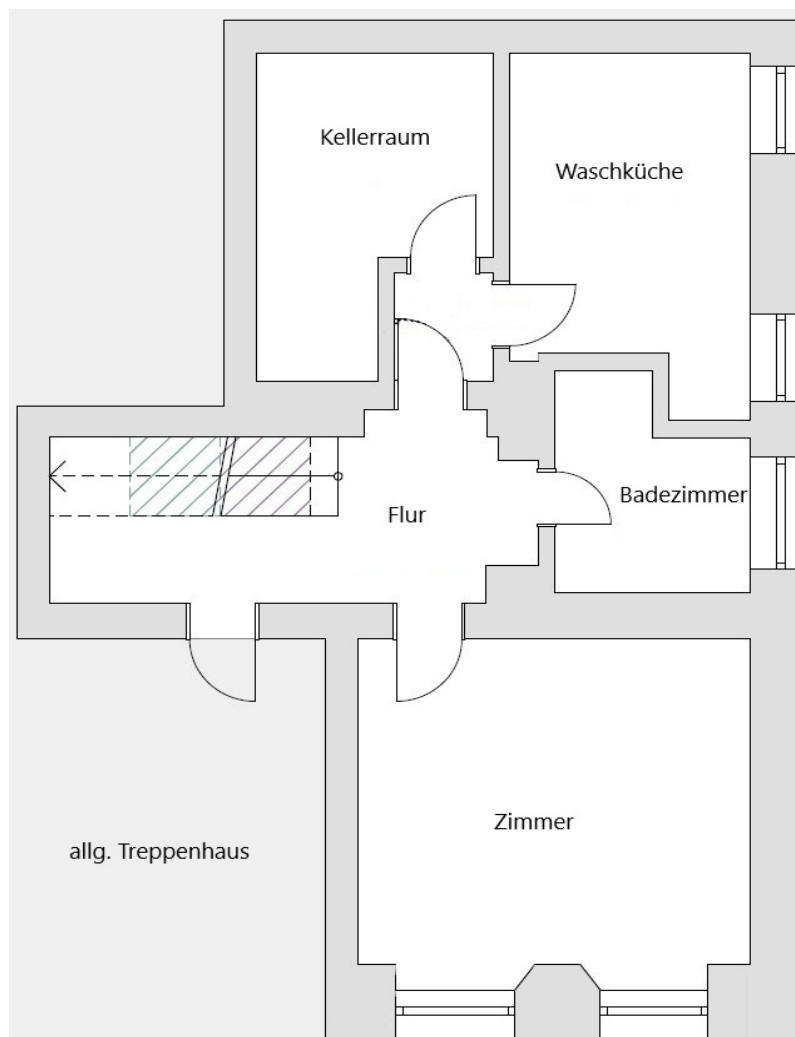 Kellerraum
Waschküche
Badezimmer
Flur
Zimmer
allg. Treppenhaus